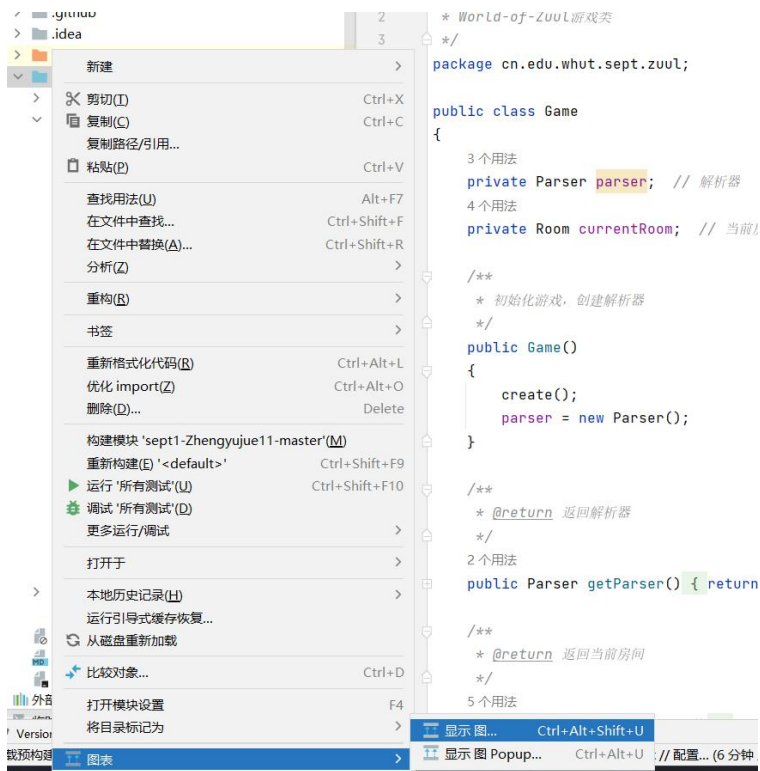 .github
.idea
新建
剪切(T) Ctrl+X
复制(C) Ctrl+C
复制路径/引用...
粘贴(P) Ctrl+V
查找用法(U) Alt+F7
在文件中查找... Ctrl+Shift+F
在文件中替换(A)... Ctrl+Shift+R
分析(Z)
重构(R)
书签
重新格式化代码(R) Ctrl+Alt+L
优化 import(Z) Ctrl+Alt+O
删除(D)... Delete
构建模块 'sept1-Zhengyujue11-master'(M)
重新构建(E) '<default>' Ctrl+Shift+F9
运行 '所有测试'(U) Ctrl+Shift+F10
调试 '所有测试'(D)
更多运行/调试
打开于
本地历史记录(H)
运行引导式缓存恢复...
从磁盘重新加载
比较对象... Ctrl+D
打开模块设置 F4
将目录标记为
图表
显示 图... Ctrl+Alt+Shift+U
显示 图 Popup... Ctrl+Alt+U
MD
外部
Version
载预构建
2 * World-of-Zuul游戏类
3 */
package cn.edu.whut.sept.zuul;
public class Game
{
3 个用法
private Parser parser; // 解析器
4 个用法
private Room currentRoom; // 当前
/**
* 初始化游戏，创建解析器
*/
public Game()
{
create();
parser = new Parser();
}
/**
* @return 返回解析器
*/
2 个用法
public Parser getParser() { return
/**
* @return 返回当前房间
*/
5 个用法
: // 配置... (6 分钟